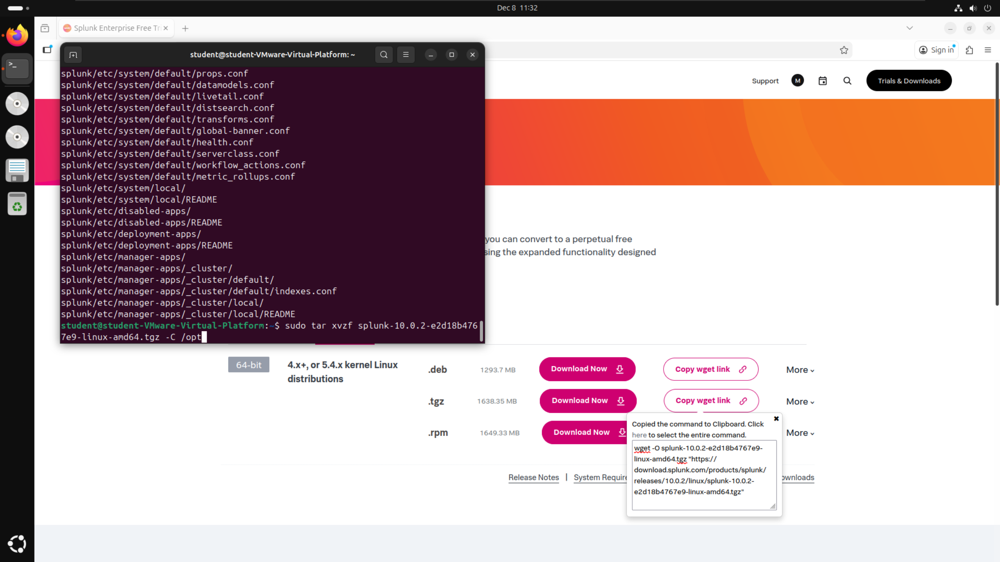 Dec 8 11:32
Splunk Enterprise Free Tri
Sign in
student@student-VMware-Virtual-Platform: ~
splunk/etc/system/default/props.conf
splunk/etc/system/default/datamodels.conf
splunk/etc/system/default/livetail.conf
splunk/etc/system/default/distsearch.conf
splunk/etc/system/default/transforms.conf
splunk/etc/system/default/global-banner.conf
splunk/etc/system/default/health.conf
splunk/etc/system/default/serverclass.conf
splunk/etc/system/default/workflow_actions.conf
splunk/etc/system/default/metric_rollups.conf
splunk/etc/system/local/
splunk/etc/system/local/README
splunk/etc/disabled-apps/
splunk/etc/disabled-apps/README
splunk/etc/deployment-apps/
splunk/etc/deployment-apps/README
splunk/etc/manager-apps/
splunk/etc/manager-apps/_cluster/
splunk/etc/manager-apps/_cluster/default/
splunk/etc/manager-apps/_cluster/default/indexes.conf
splunk/etc/manager-apps/_cluster/local/
splunk/etc/manager-apps/_cluster/local/README
student@student-VMware-Virtual-Platform:~$ sudo tar xvzf splunk-10.0.2-e2d18b476
7e9-linux-amd64.tgz -C /opt
Support M Trials & Downloads
you can convert to a perpetual free
sing the expanded functionality designed
64-bit
4.x+, or 5.4.x kernel Linux
distributions
.deb 1293.7 MB Download Now Copy wget link More
.tgz 1638.35 MB Download Now Copy wget link More
.rpm 1649.33 MB Download Now More
Copied the command to Clipboard. Click
here to select the entire command.
wget -O splunk-10.0.2-e2d18b4767e9-
linux-amd64.tgz "https://
download.splunk.com/products/splunk/
releases/10.0.2/linux/splunk-10.0.2-
e2d18b4767e9-linux-amd64.tgz"
Release Notes | System Require
ownloads